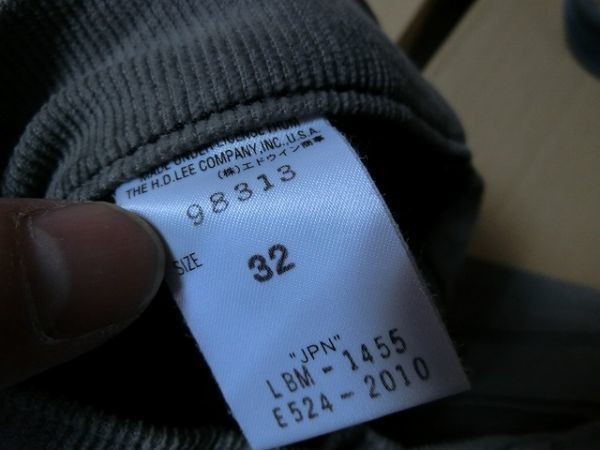 MADE UNDER LICENCE FROM
THE H.D.LEE COMPANY,INC.,U.S.A.
(株)エドウイン商事
98313
SIZE 32
"JPN"
LBM-1455
E524-2010